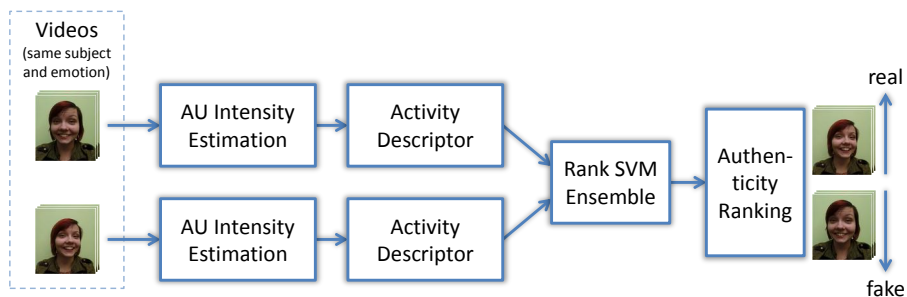 Videos
(same subject
and emotion)
AU Intensity
Estimation
Activity
Descriptor
AU Intensity
Estimation
Activity
Descriptor
Rank SVM
Ensemble
Authen-
ticity
Ranking
real
fake